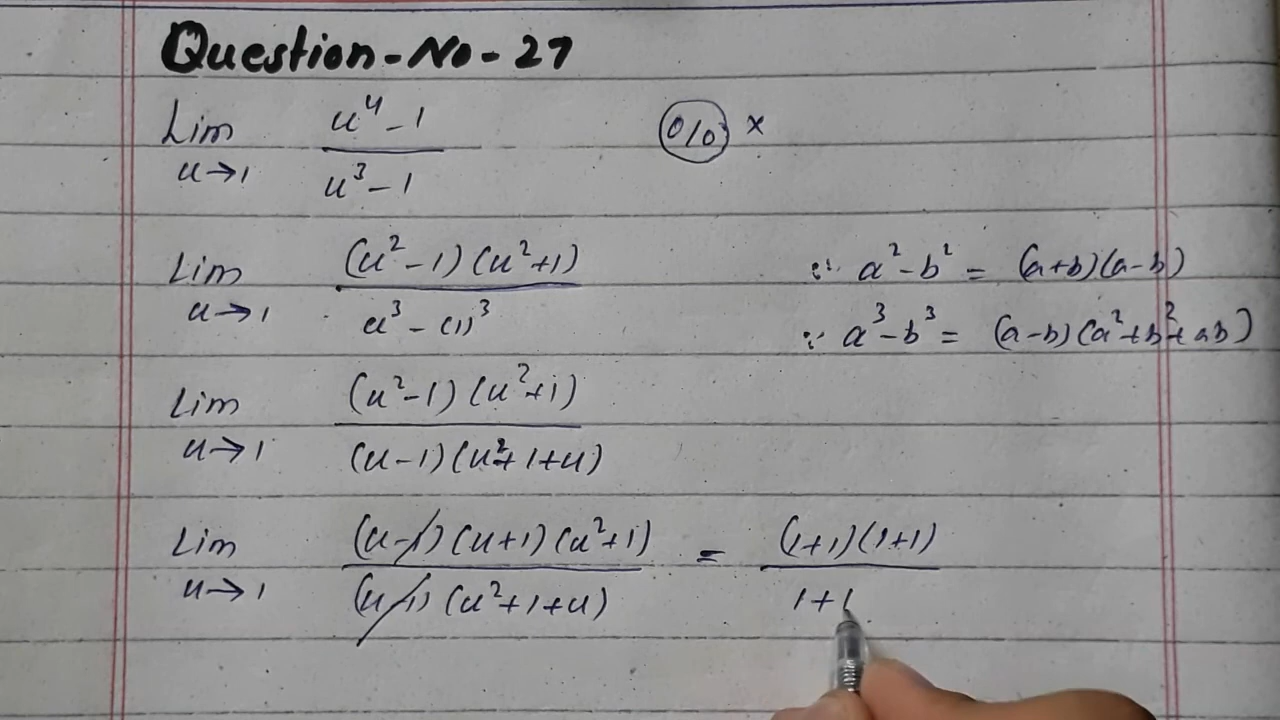 Question-No-27
Lim u→1 (u⁴-1)/(u³-1) (0/0) ×
Lim u→1 (u²-1)(u²+1)/(u³-(1)³) ∵ a²-b² = (a+b)(a-b)
∵ a³-b³ = (a-b)(a²+b²+ab)
Lim u→1 (u²-1)(u²+1)/(u-1)(u²+1+u)
Lim u→1 (u-1)(u+1)(u²+1)/(u-1)(u²+1+u) = (1+1)(1+1)/1+1